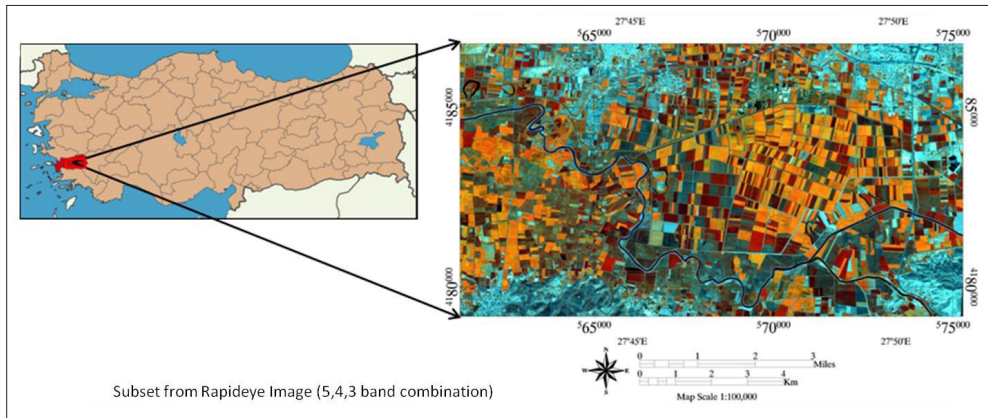 27°45'E 27°50'E
565000 570000 575000
4185000 85000
4180000 4180000
565000 570000 575000
27°45'E 27°50'E
N
W E
S
0 1 2 3
Miles
0 1 2 3 4
Km
Map Scale 1:100,000
Subset from Rapideye Image (5,4,3 band combination)